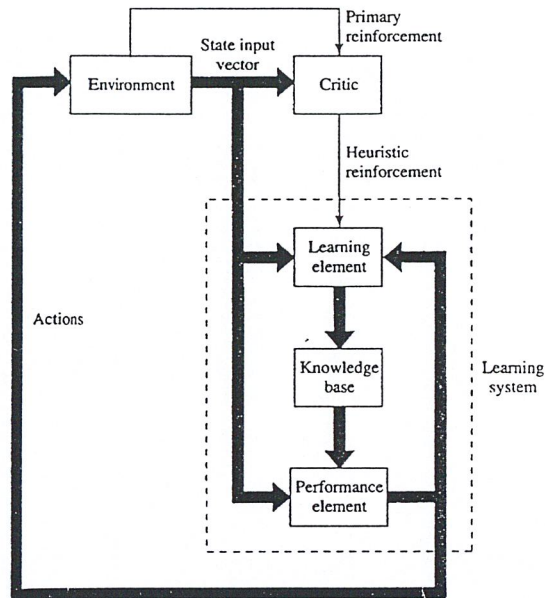 Primary
reinforcement
State input
vector
Environment
Critic
Heuristic
reinforcement
Learning
element
Actions
Knowledge
base
Learning
system
Performance
element